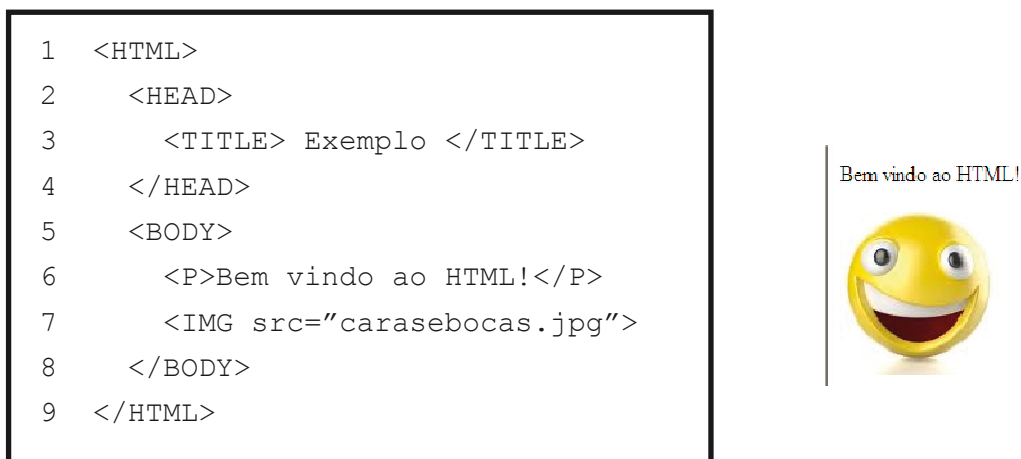 1 <HTML>
2 <HEAD>
3 <TITLE> Exemplo </TITLE>
4 </HEAD>
5 <BODY>
6 <P>Bem vindo ao HTML!</P>
7 <IMG src=”carasebocas.jpg”>
8 </BODY>
9 </HTML>
Bem vindo ao HTML!